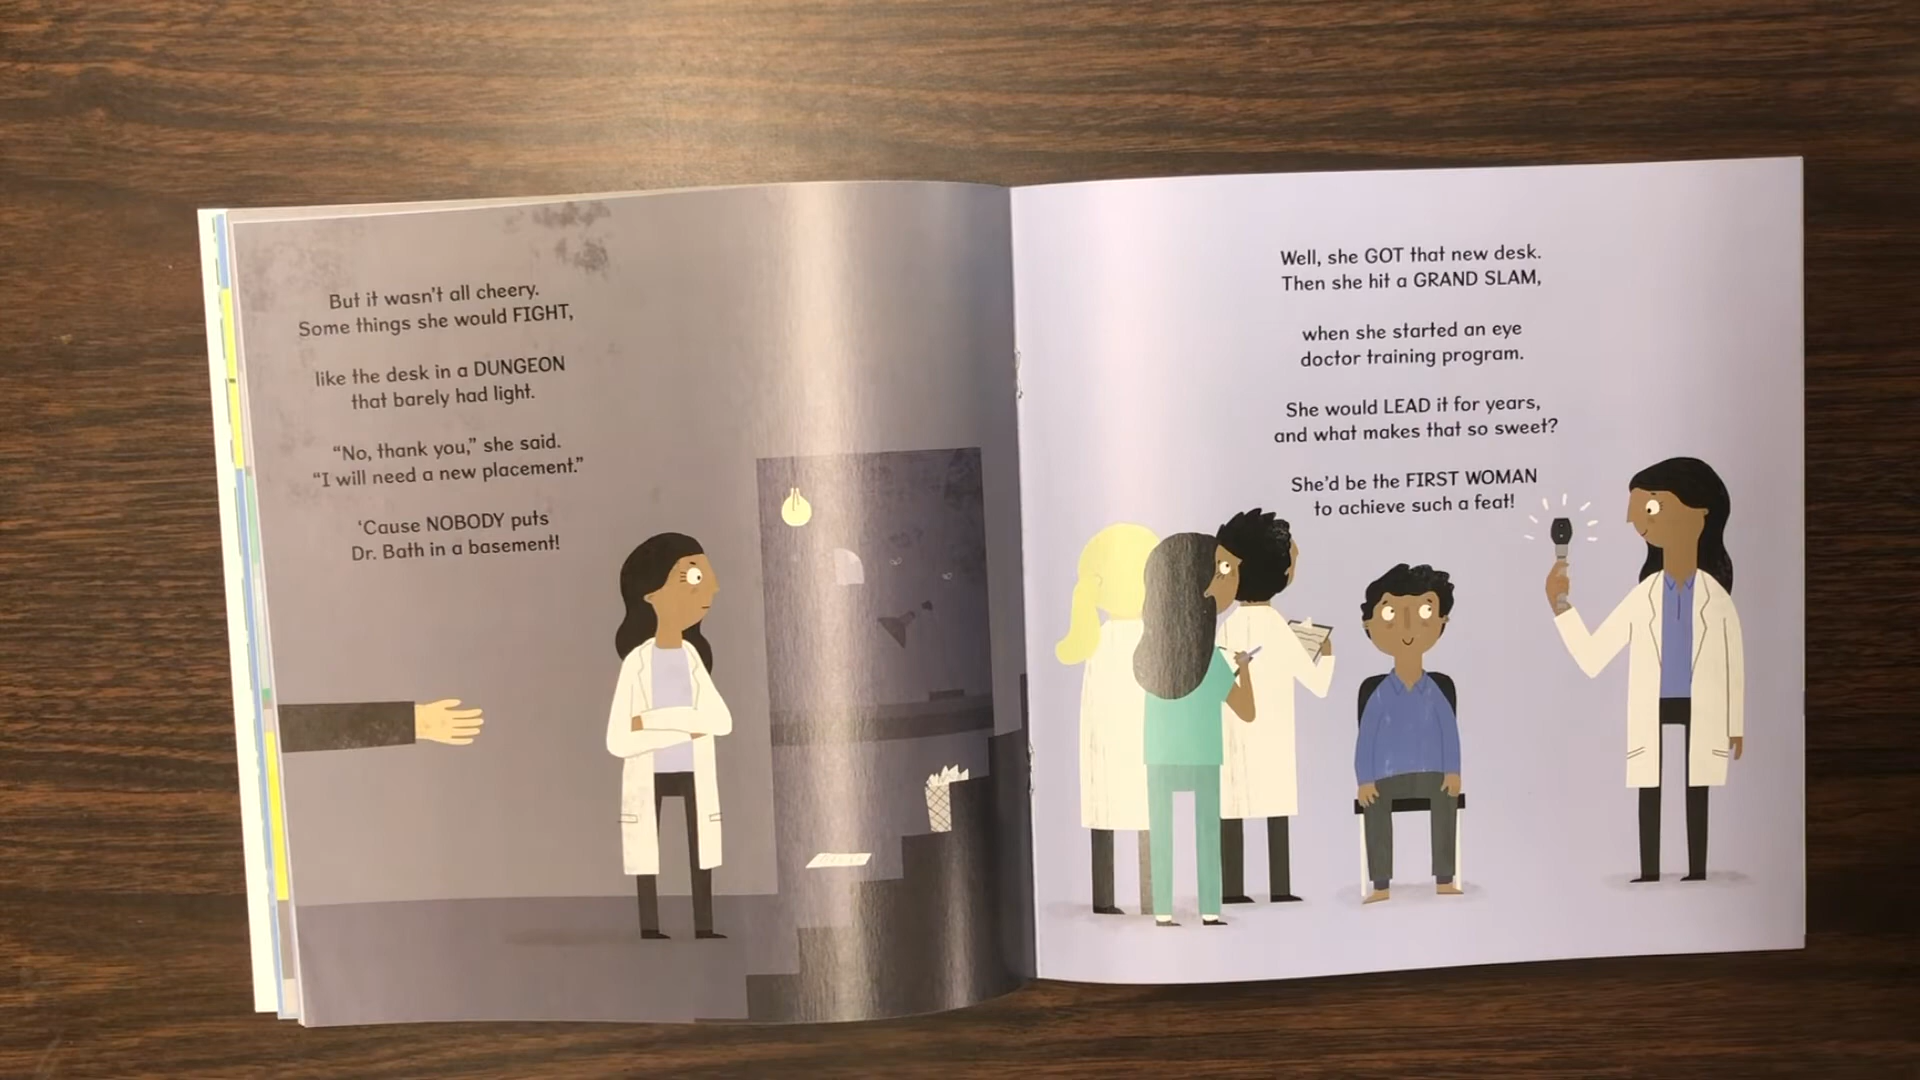 But it wasn't all cheery.
Some things she would FIGHT,
like the desk in a DUNGEON
that barely had light.
“No, thank you,” she said.
“I will need a new placement.”
‘Cause NOBODY puts
Dr. Bath in a basement!
Well, she GOT that new desk.
Then she hit a GRAND SLAM,
when she started an eye
doctor training program.
She would LEAD it for years,
and what makes that so sweet?
She'd be the FIRST WOMAN
to achieve such a feat!